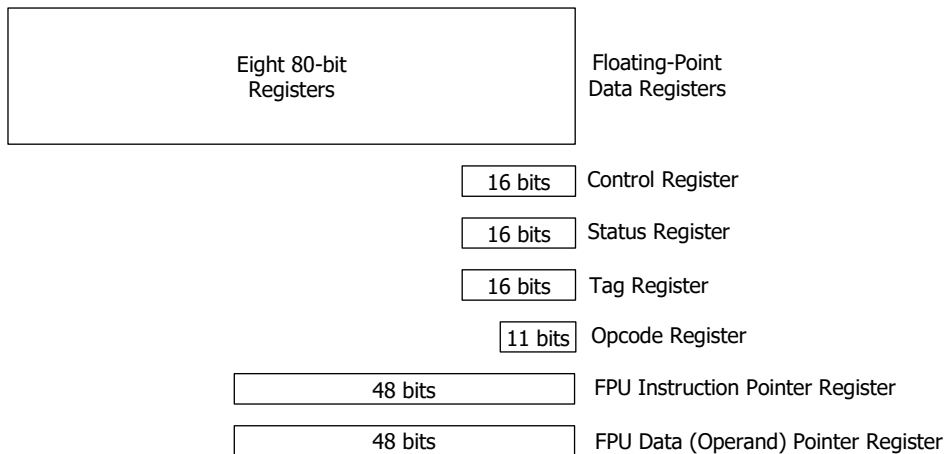 Eight 80-bit
Registers
Floating-Point
Data Registers
16 bits
Control Register
16 bits
Status Register
16 bits
Tag Register
11 bits
Opcode Register
48 bits
FPU Instruction Pointer Register
48 bits
FPU Data (Operand) Pointer Register